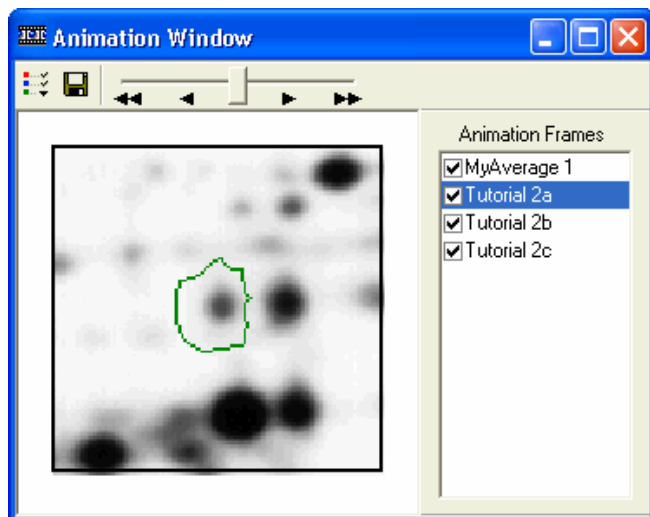 Animation Window
Animation Frames
MyAverage 1
Tutorial 2a
Tutorial 2b
Tutorial 2c